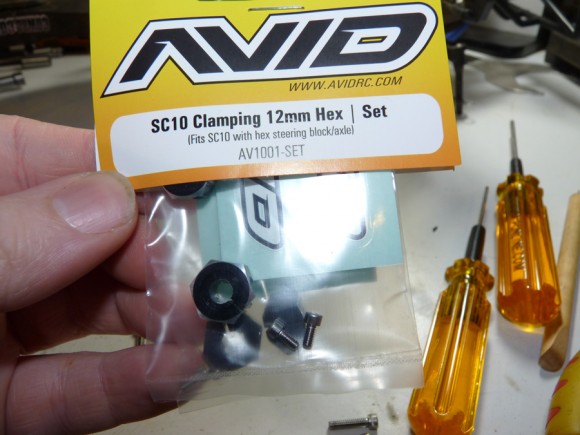 AVID
WWW.AVIDRC.COM
SC10 Clamping 12mm Hex | Set
(Fits SC10 with hex steering block/axle)
AV1001-SET